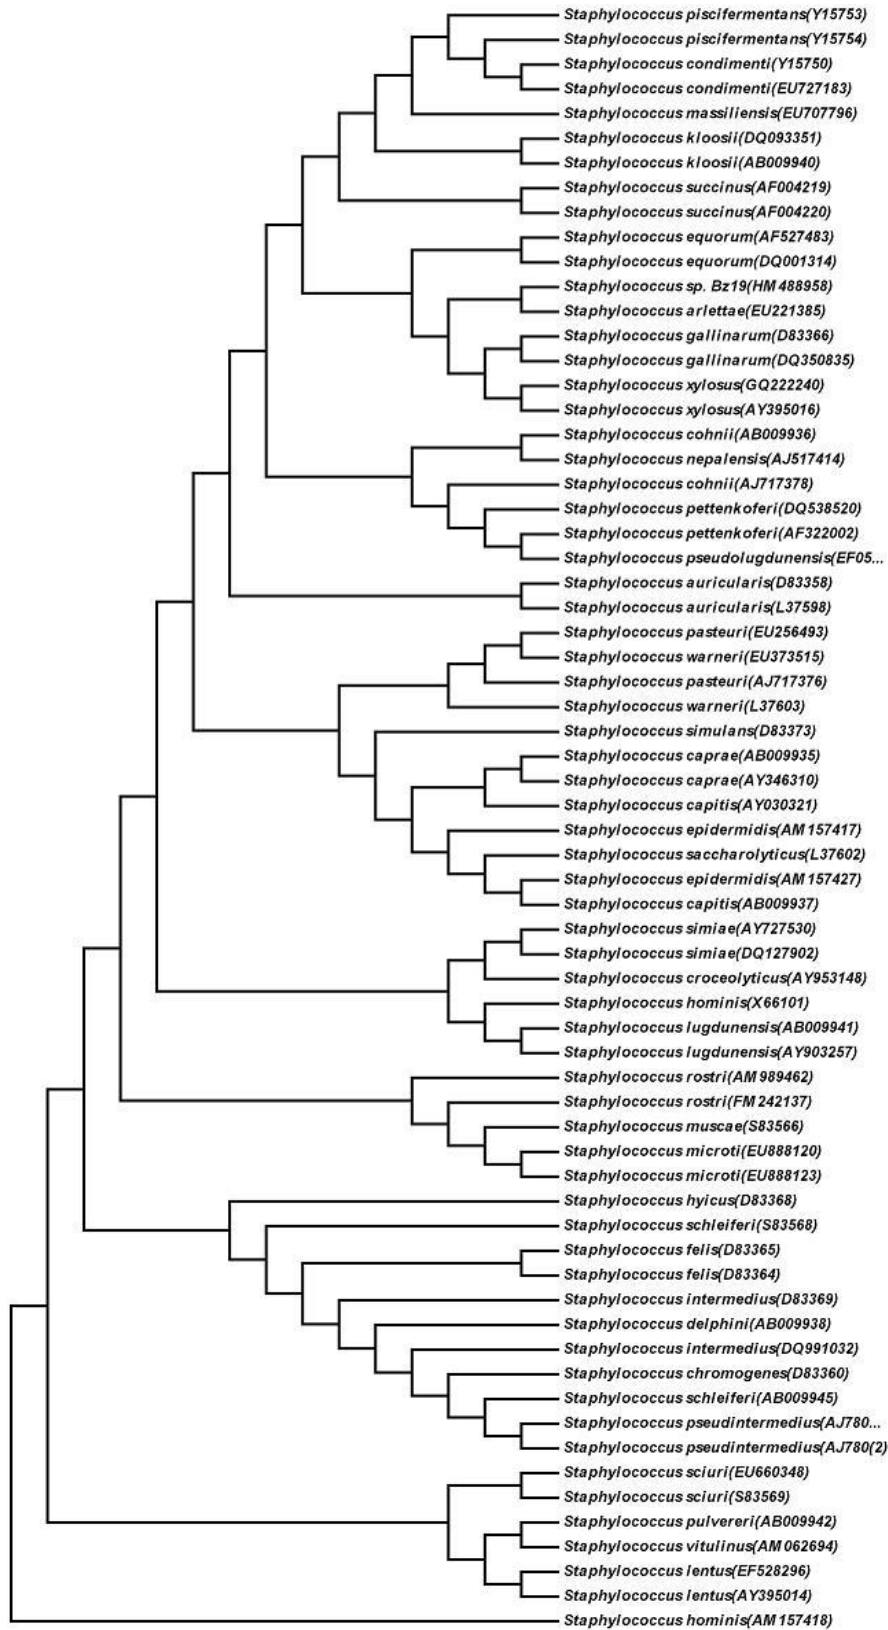 Staphylococcus piscifermentans(Y15753)
Staphylococcus piscifermentans(Y15754)
Staphylococcus condimenti(Y15750)
Staphylococcus condimenti(EU727183)
Staphylococcus massiliensis(EU707796)
Staphylococcus kloosii(DQ093351)
Staphylococcus kloosii(AB009940)
Staphylococcus succinus(AF004219)
Staphylococcus succinus(AF004220)
Staphylococcus equorum(AF527483)
Staphylococcus equorum(DQ001314)
Staphylococcus sp. Bz19(HM488958)
Staphylococcus arlettae(EU221385)
Staphylococcus gallinarum(D83366)
Staphylococcus gallinarum(DQ350835)
Staphylococcus xylosus(GQ222240)
Staphylococcus xylosus(AY395016)
Staphylococcus cohnii(AB009936)
Staphylococcus nepalensis(AJ517414)
Staphylococcus cohnii(AJ717378)
Staphylococcus pettenkoferi(DQ538520)
Staphylococcus pettenkoferi(AF322002)
Staphylococcus pseudolugdunensis(EF05...
Staphylococcus auricularis(D83358)
Staphylococcus auricularis(L37598)
Staphylococcus pasteuri(EU256493)
Staphylococcus warneri(EU373515)
Staphylococcus pasteuri(AJ717376)
Staphylococcus warneri(L37603)
Staphylococcus simulans(D83373)
Staphylococcus caprae(AB009935)
Staphylococcus caprae(AY346310)
Staphylococcus capitis(AY030321)
Staphylococcus epidermidis(AM157417)
Staphylococcus saccharolyticus(L37602)
Staphylococcus epidermidis(AM157427)
Staphylococcus capitis(AB009937)
Staphylococcus simiae(AY727530)
Staphylococcus simiae(DQ127902)
Staphylococcus croceolyticus(AY953148)
Staphylococcus hominis(X66101)
Staphylococcus lugdunensis(AB009941)
Staphylococcus lugdunensis(AY903257)
Staphylococcus rostri(AM989462)
Staphylococcus rostri(FM242137)
Staphylococcus muscae(S83566)
Staphylococcus microti(EU888120)
Staphylococcus microti(EU888123)
Staphylococcus hyicus(D83368)
Staphylococcus schleiferi(S83568)
Staphylococcus felis(D83365)
Staphylococcus felis(D83364)
Staphylococcus intermedius(D83369)
Staphylococcus delphini(AB009938)
Staphylococcus intermedius(DQ991032)
Staphylococcus chromogenes(D83360)
Staphylococcus schleiferi(AB009945)
Staphylococcus pseudintermedius(AJ780...
Staphylococcus pseudintermedius(AJ780(2)
Staphylococcus sciuri(EU660348)
Staphylococcus sciuri(S83569)
Staphylococcus pulvereri(AB009942)
Staphylococcus vitulinus(AM062694)
Staphylococcus lentus(EF528296)
Staphylococcus lentus(AY395014)
Staphylococcus hominis(AM157418)